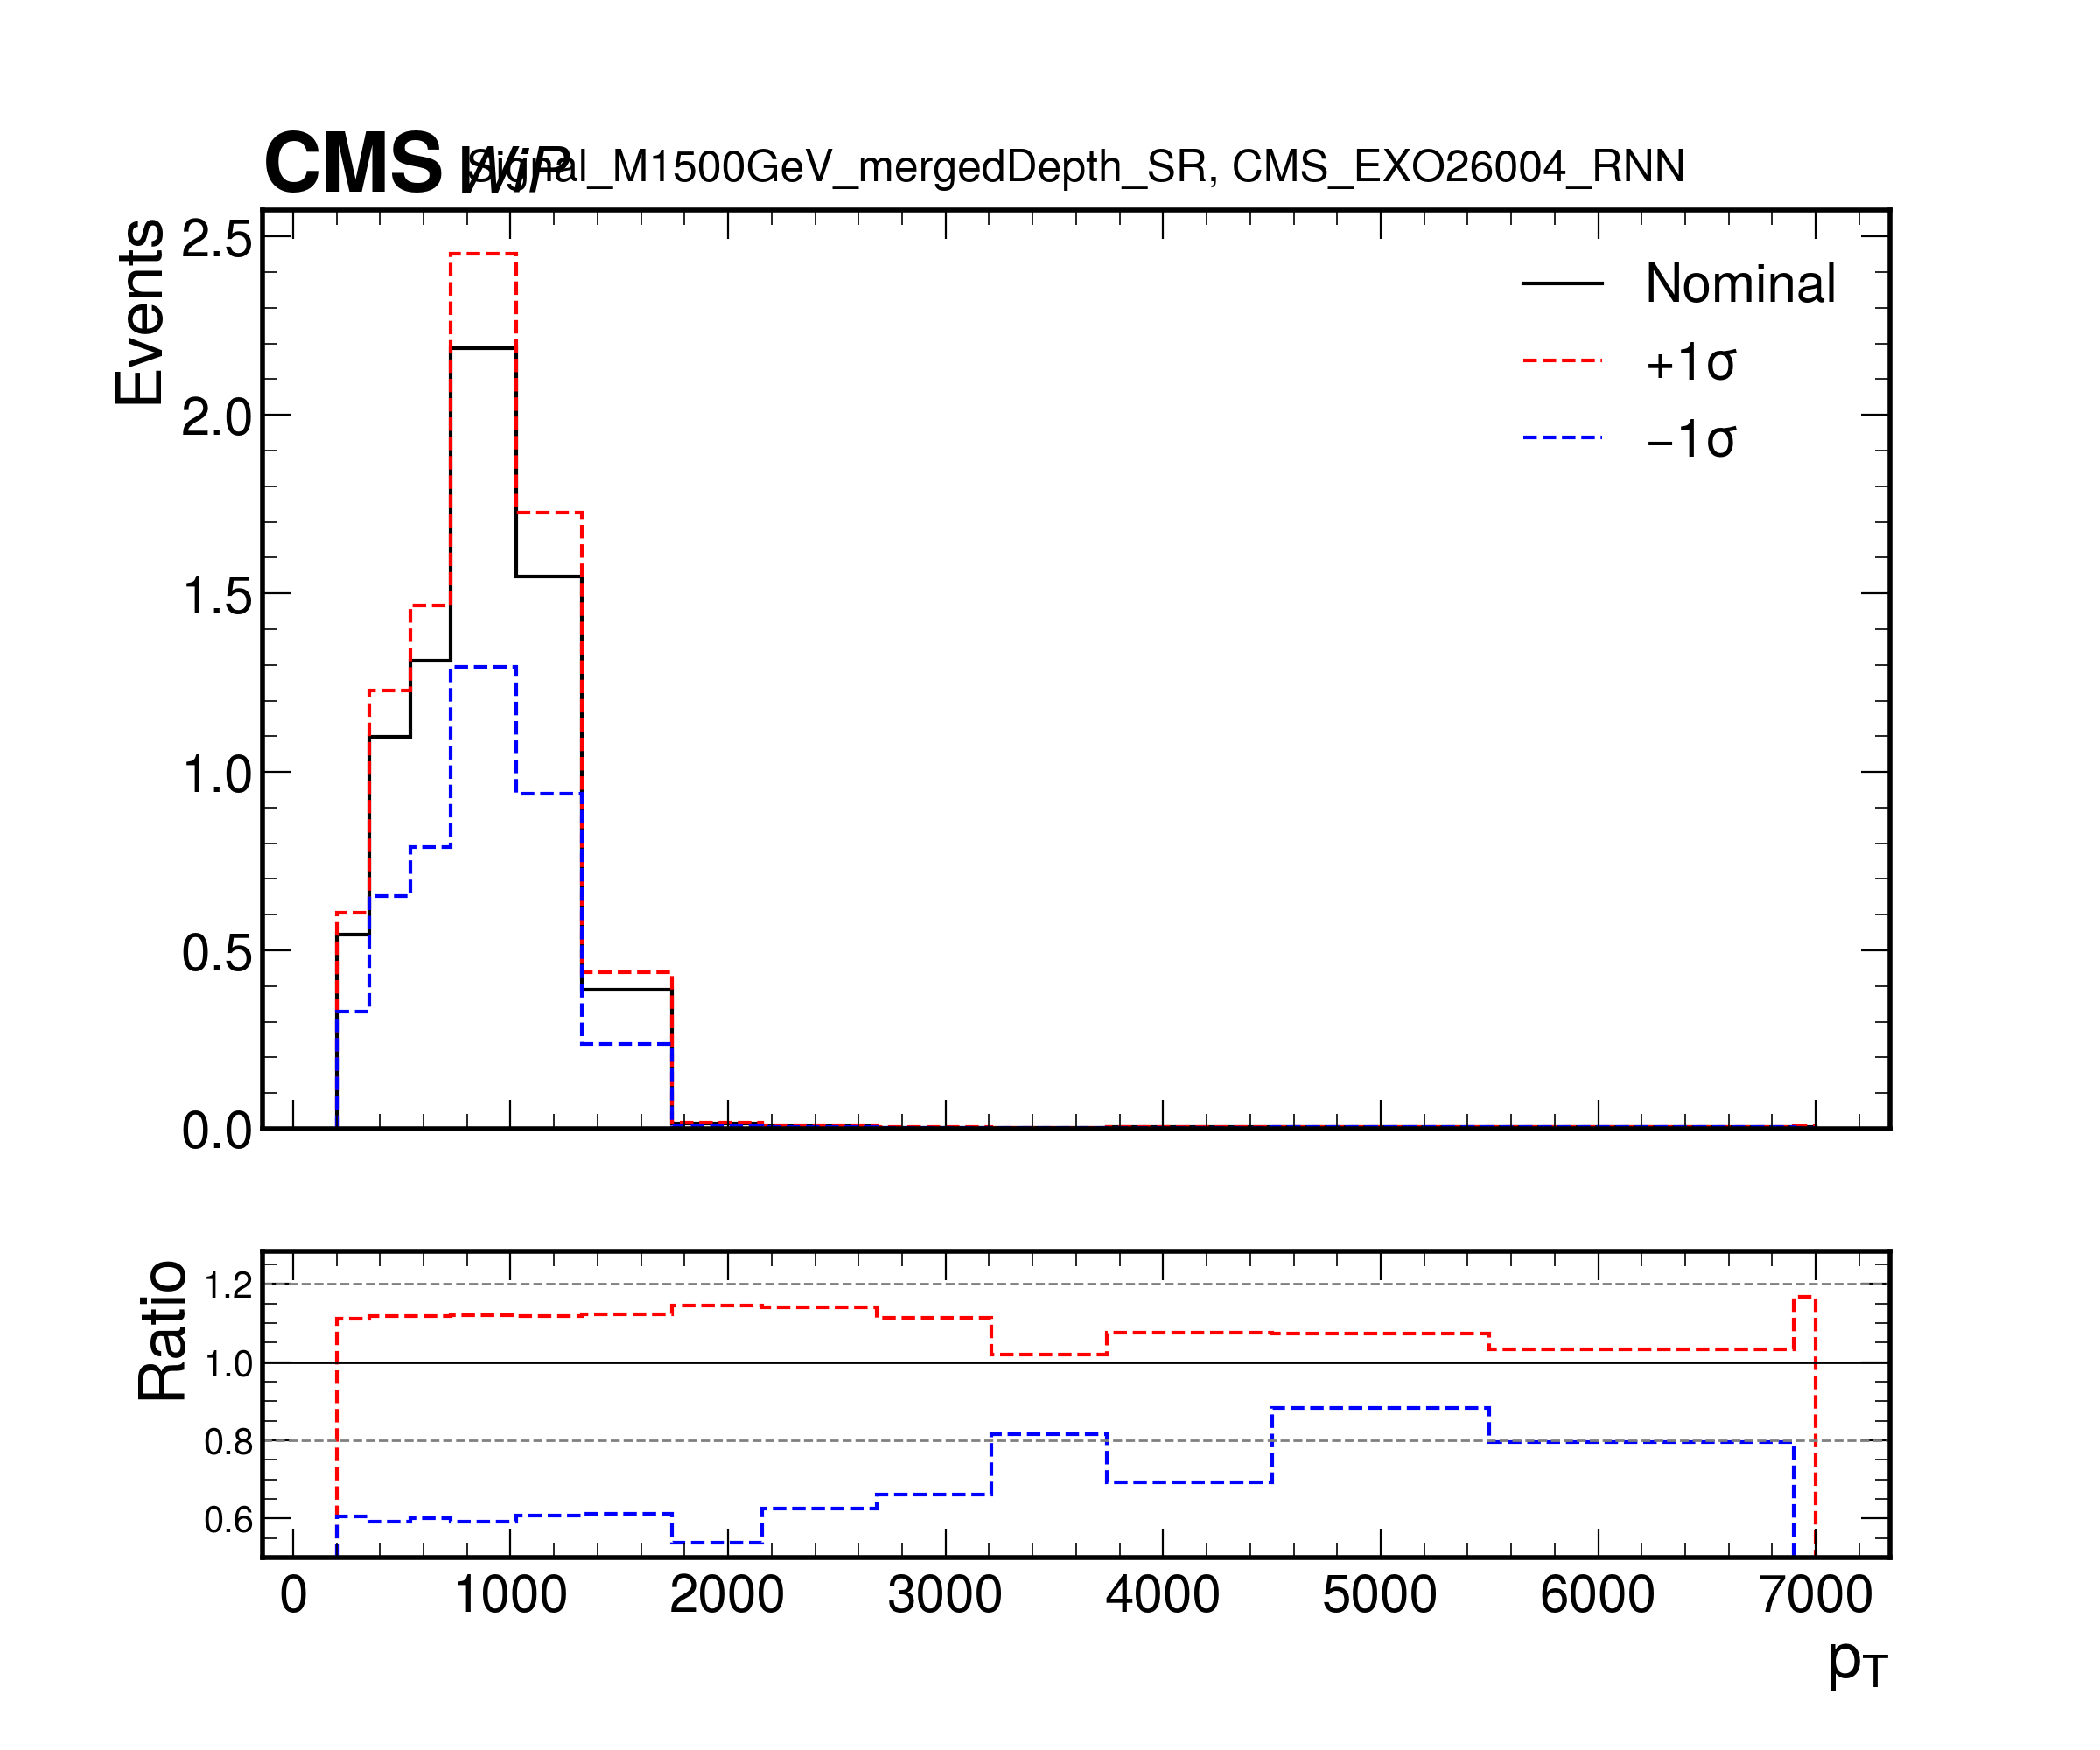 CMS WiP Signal_M1500GeV_mergedDepth_SR, CMS_EXO26004_RNN
Events
2.5
2.0
1.5
1.0
0.5
0.0
Nominal
+1σ
−1σ
Ratio
1.2
1.0
0.8
0.6
0 1000 2000 3000 4000 5000 6000 7000
pT